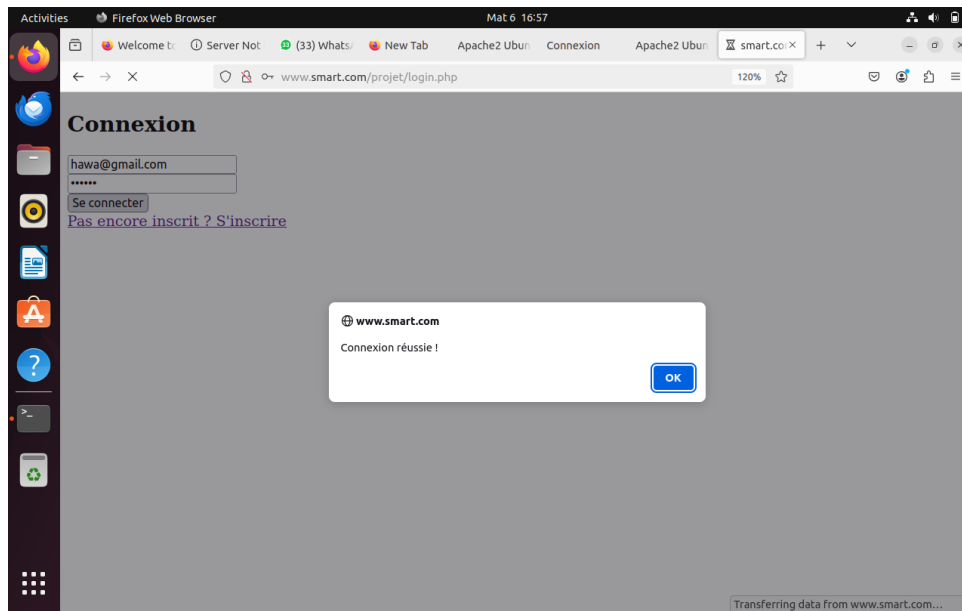 Activities Firefox Web Browser Mat 6 16:57
Welcome to Server Not (33) Whats New Tab Apache2 Ubun Connexion Apache2 Ubun smart.co
www.smart.com/projet/login.php 120%
Connexion
hawa@gmail.com
••••••
Se connecter
Pas encore inscrit ? S'inscrire
www.smart.com
Connexion réussie !
OK
Transferring data from www.smart.com...